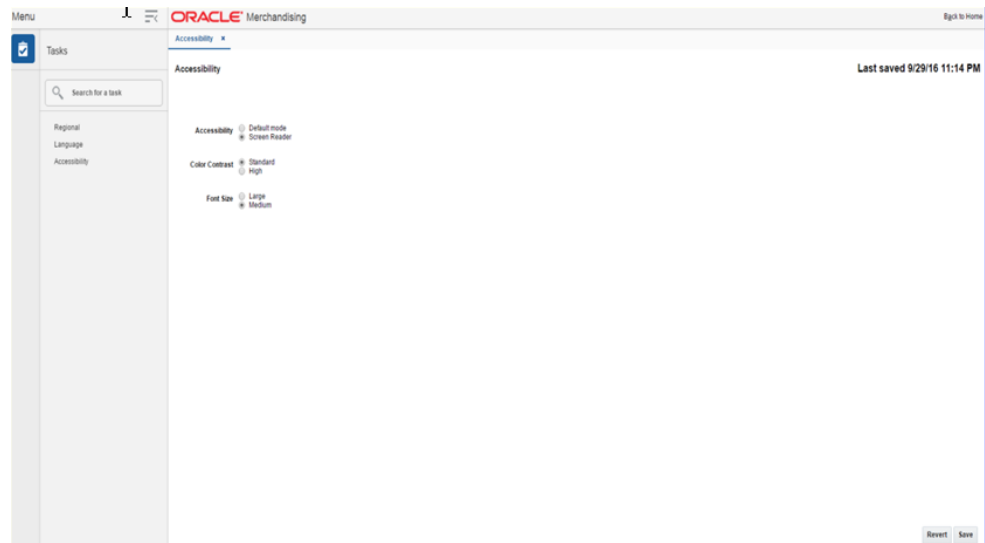 Menu
ORACLE® Merchandising
Back to Home
Tasks
Accessibility ×
Accessibility
Last saved 9/29/16 11:14 PM
Search for a task
Regional
Language
Accessibility
Accessibility
Default mode
Screen Reader
Color Contrast
Standard
High
Font Size
Large
Medium
Revert Save